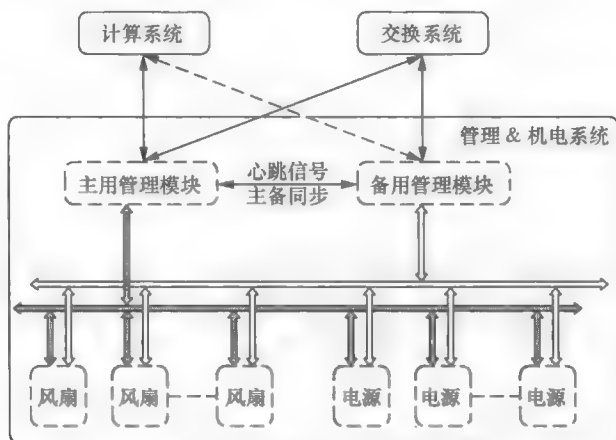 计算系统
交换系统
管理 & 机电系统
主用管理模块
心跳信号
主备同步
备用管理模块
风扇
风扇
风扇
电源
电源
电源